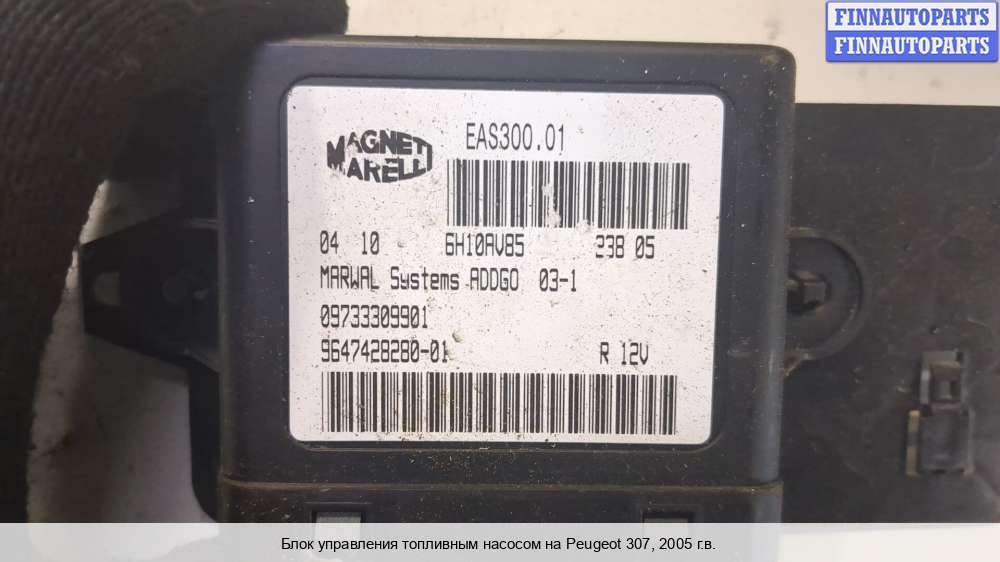 FINNAUTOPARTS
FINNAUTOPARTS
MAGNETI MARELLI
EAS300.01
04 10 6H10AV85 238 05
MARWAL Systems ADDGO 03-1
09733309901
9647428280-01 R 12V
Блок управления топливным насосом на Peugeot 307, 2005 г.в.